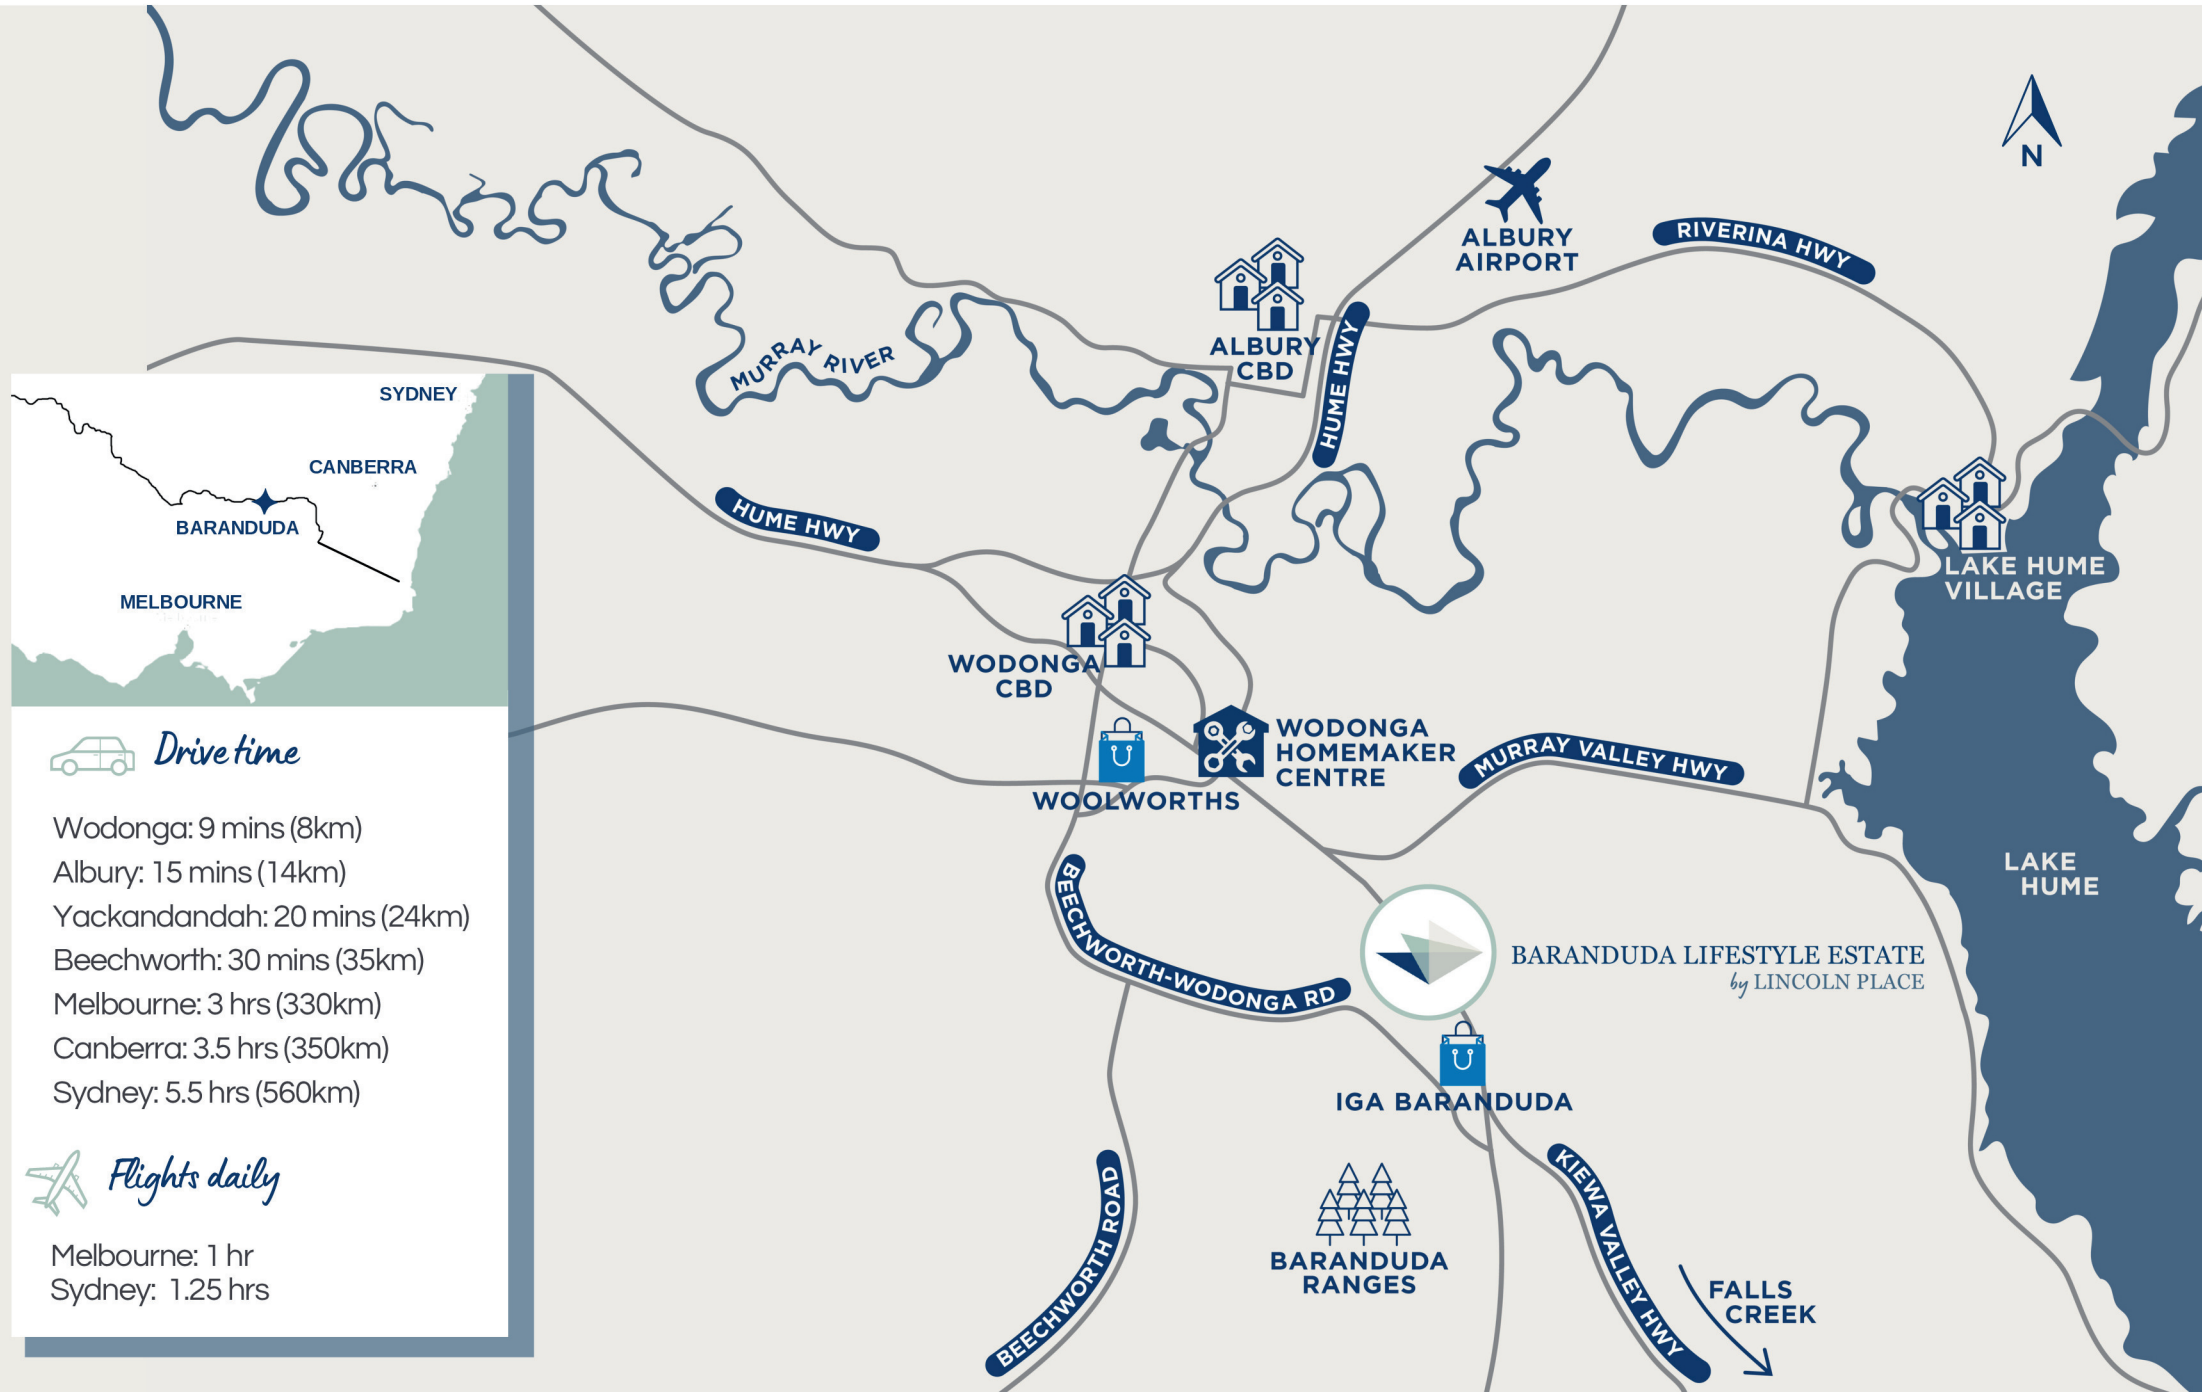 N
RIVERINA HWY
ALBURY
AIRPORT
ALBURY
CBD
HUME HWY
MURRAY RIVER
SYDNEY
CANBERRA
BARANDUDA
MELBOURNE
HUME HWY
LAKE HUME
VILLAGE
WODONGA
CBD
WODONGA
HOMEMAKER
CENTRE
MURRAY VALLEY HWY
WOOLWORTHS
LAKE
HUME
BEECHWORTH-WODONGA RD
BARANDUDA LIFESTYLE ESTATE
by LINCOLN PLACE
IGA BARANDUDA
KIEWA VALLEY HWY
BEECHWORTH ROAD
BARANDUDA
RANGES
FALLS
CREEK
Drive time
Wodonga: 9 mins (8km)
Albury: 15 mins (14km)
Yackandandah: 20 mins (24km)
Beechworth: 30 mins (35km)
Melbourne: 3 hrs (330km)
Canberra: 3.5 hrs (350km)
Sydney: 5.5 hrs (560km)
Flights daily
Melbourne: 1 hr
Sydney: 1.25 hrs